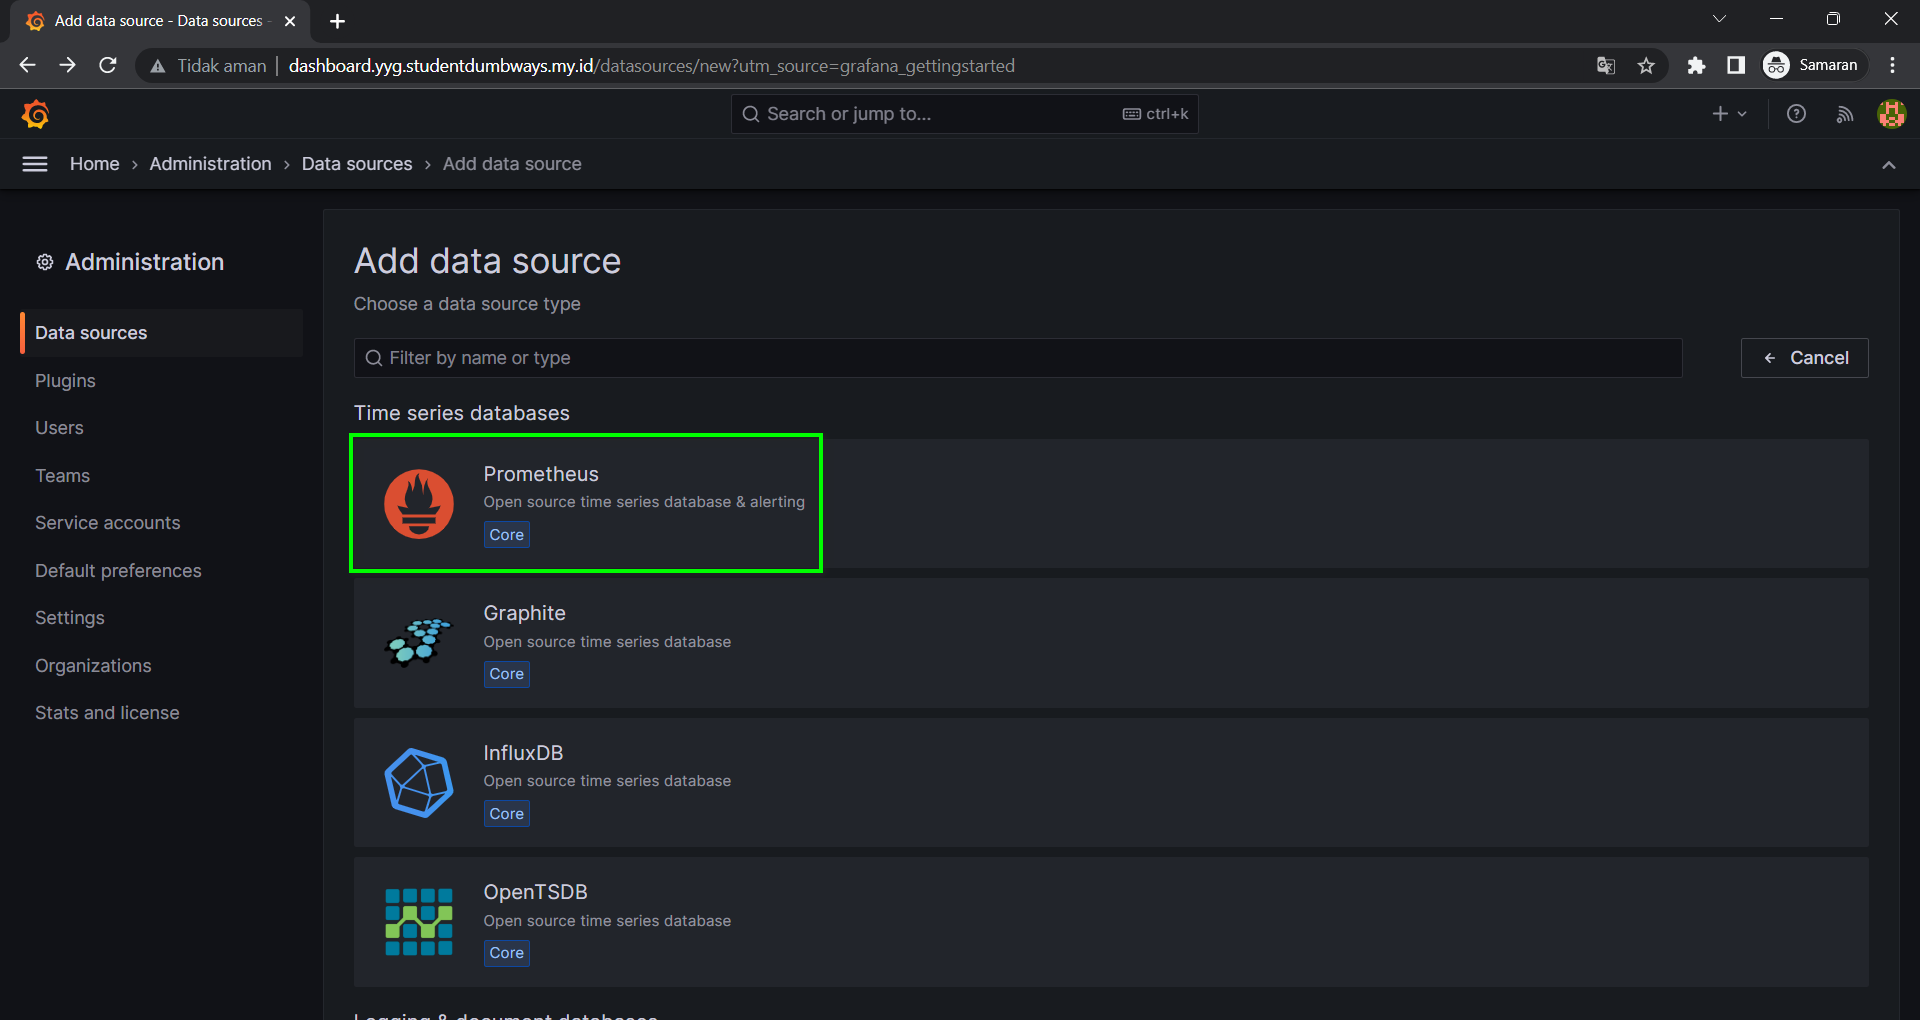 Add data source - Data sources -
Tidak aman
dashboard.yyg.studentdumbways.my.id/datasources/new?utm_source=grafana_gettingstarted
Samaran
Search or jump to...
ctrl+k
Home › Administration › Data sources › Add data source
Administration
Data sources
Plugins
Users
Teams
Service accounts
Default preferences
Settings
Organizations
Stats and license
Add data source
Choose a data source type
Filter by name or type
Cancel
Time series databases
Prometheus
Open source time series database & alerting
Core
Graphite
Open source time series database
Core
InfluxDB
Open source time series database
Core
OpenTSDB
Open source time series database
Core
Logging & document databases